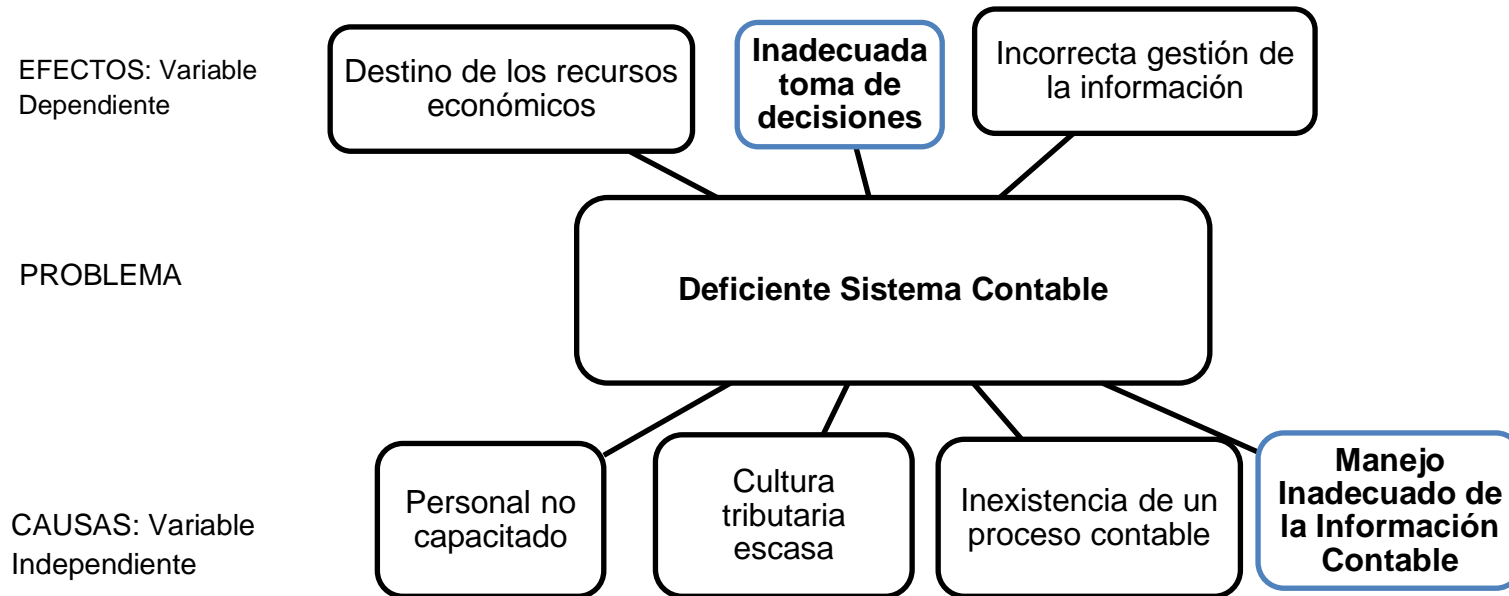 EFECTOS: Variable
Dependiente
Destino de los recursos
económicos
Inadecuada
toma de
decisiones
Incorrecta gestión de
la información
PROBLEMA
Deficiente Sistema Contable
CAUSAS: Variable
Independiente
Personal no
capacitado
Cultura
tributaria
escasa
Inexistencia de un
proceso contable
Manejo
Inadecuado de
la Información
Contable